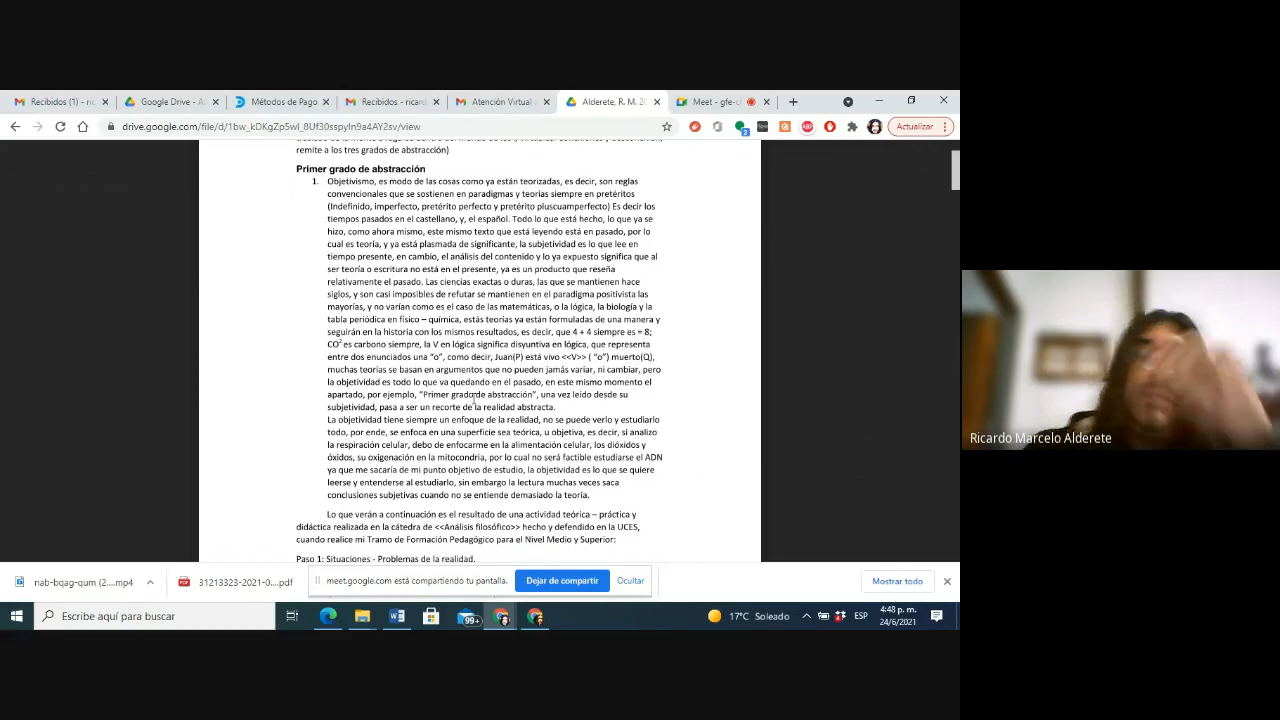 Recibidos (1) - ric
Google Drive - A
Métodos de Pago
Recibidos - ricard
Atención Virtual a
Alderete, R. M. 20
Meet - gfe-cl
drive.google.com/file/d/1bw_kDKgZp5wI_8Uf30sspyIn9a4AY2sv/view
Actualizar
remite a los tres grados de abstracción)
Primer grado de abstracción
1. Objetivismo, es modo de las cosas como ya están teorizadas, es decir, son reglas
convencionales que se sostienen en paradigmas y teorías siempre en pretéritos
(Indefinido, imperfecto, pretérito perfecto y pretérito pluscuamperfecto) Es decir los
tiempos pasados en el castellano, y, el español. Todo lo que está hecho, lo que ya se
hizo, como ahora mismo, este mismo texto que está leyendo está en pasado, por lo
cual es teoría, y ya está plasmada de significante, la subjetividad es lo que lee en
tiempo presente, en cambio, el análisis del contenido y lo ya expuesto significa que al
ser teoría o escritura no está en el presente, ya es un producto que reseña
relativamente el pasado. Las ciencias exactas o duras, las que se mantienen hace
siglos, y son casi imposibles de refutar se mantienen en el paradigma positivista las
mayorías, y no varían como es el caso de las matemáticas, o la lógica, la biología y la
tabla periódica en físico – química, estás teorías ya están formuladas de una manera y
seguirán en la historia con los mismos resultados, es decir, que 4 + 4 siempre es = 8;
CO² es carbono siempre, la V en lógica significa disyuntiva en lógica, que representa
entre dos enunciados una “o”, como decir, Juan(P) está vivo <<V>> ( “o”) muerto(Q),
muchas teorías se basan en argumentos que no pueden jamás variar, ni cambiar, pero
la objetividad es todo lo que va quedando en el pasado, en este mismo momento el
apartado, por ejemplo, “Primer grado de abstracción”, una vez leído desde su
subjetividad, pasa a ser un recorte de la realidad abstracta.
La objetividad tiene siempre un enfoque de la realidad, no se puede verlo y estudiarlo
todo, por ende, se enfoca en una superficie sea teórica, u objetiva, es decir, si analizo
la respiración celular, debo de enfocarme en la alimentación celular, los dióxidos y
óxidos, su oxigenación en la mitocondria, por lo cual no será factible estudiarse el ADN
ya que me sacaría de mi punto objetivo de estudio, la objetividad es lo que se quiere
leerse y entenderse al estudiarlo, sin embargo la lectura muchas veces saca
conclusiones subjetivas cuando no se entiende demasiado la teoría.
Lo que verán a continuación es el resultado de una actividad teórica – práctica y
didáctica realizada en la cátedra de <<Análisis filosófico>> hecho y defendido en la UCES,
cuando realice mi Tramo de Formación Pedagógico para el Nivel Medio y Superior:
Paso 1: Situaciones - Problemas de la realidad.
Ricardo Marcelo Alderete
nab-bqag-qum (2....mp4
31213323-2021-0....pdf
meet.google.com está compartiendo tu pantalla.
Dejar de compartir
Ocultar
Mostrar todo
Escribe aquí para buscar
99+
17°C Soleado
ESP
4:48 p. m.
24/6/2021